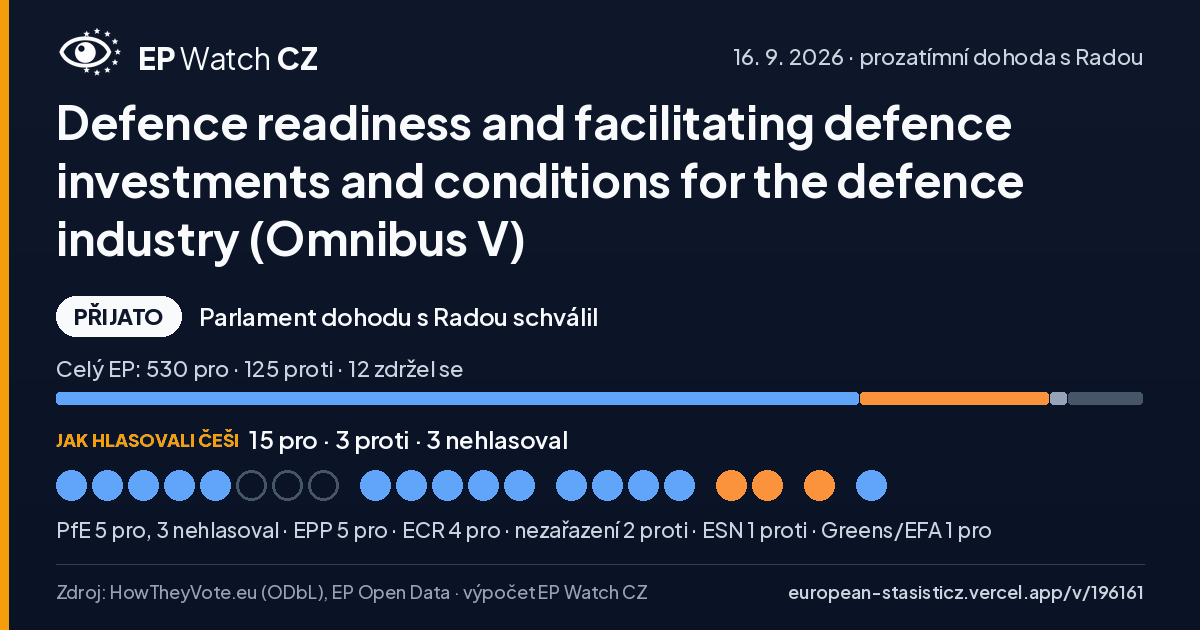 EP Watch CZ
16. 9. 2026 · prozatímní dohoda s Radou
Defence readiness and facilitating defence
investments and conditions for the defence
industry (Omnibus V)
PŘIJATO Parlament dohodu s Radou schválil
Celý EP: 530 pro · 125 proti · 12 zdržel se
JAK HLASOVALI ČEŠI 15 pro · 3 proti · 3 nehlasoval
PfE 5 pro, 3 nehlasoval · EPP 5 pro · ECR 4 pro · nezařazení 2 proti · ESN 1 proti · Greens/EFA 1 pro
Zdroj: HowTheyVote.eu (ODbL), EP Open Data · výpočet EP Watch CZ
european-stasisticz.vercel.app/v/196161